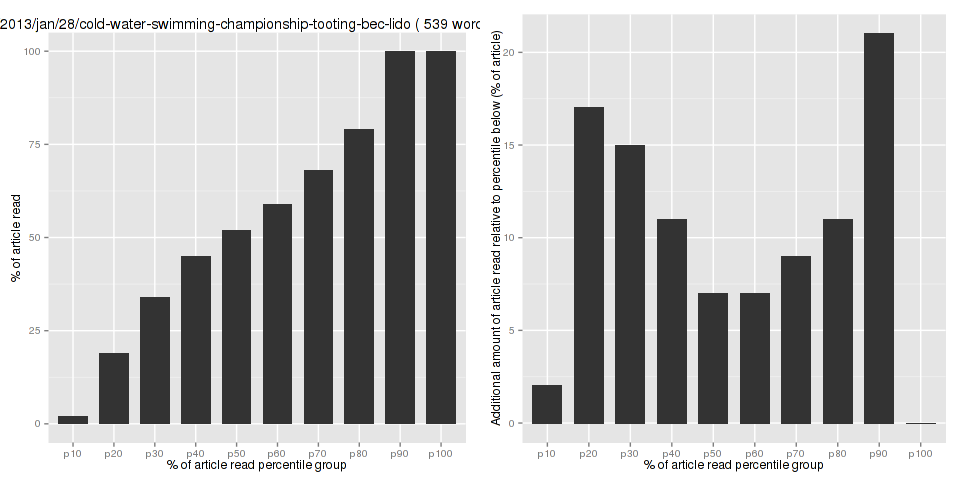 2013/jan/28/cold-water-swimming-championship-tooting-bec-lido ( 539
% of article read
100
75
50
25
0
p10 p20 p30 p40 p50 p60 p70 p80 p90 p100
% of article read percentile group
Additional amount of article read relative to percentile below (% of article)
20
15
10
5
0
p10 p20 p30 p40 p50 p60 p70 p80 p90 p100
% of article read percentile group